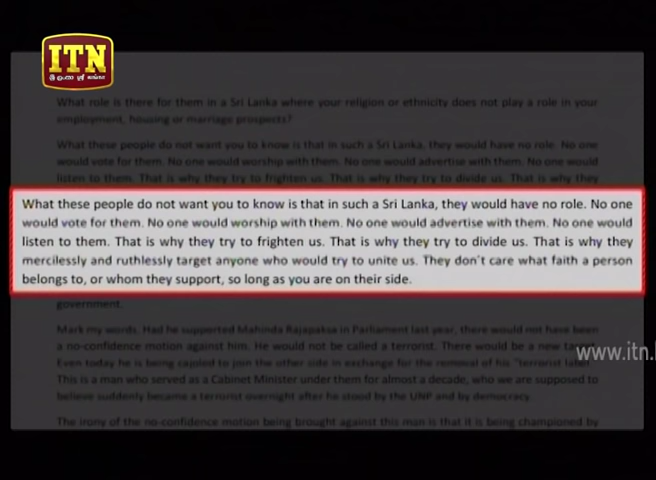 ITN
What role is there for them in a Sri Lanka where your religion or ethnicity does not play a role in your
employment, housing or marriage prospects?
What these people do not want you to know is that in such a Sri Lanka, they would have no role. No one
would vote for them. No one would worship with them. No one would advertise with them. No one would
listen to them. That is why they try to frighten us. That is why they try to divide us. That is why they
What these people do not want you to know is that in such a Sri Lanka, they would have no role. No one
would vote for them. No one would worship with them. No one would advertise with them. No one would
listen to them. That is why they try to frighten us. That is why they try to divide us. That is why they
mercilessly and ruthlessly target anyone who would try to unite us. They don't care what faith a person
belongs to, or whom they support, so long as you are on their side.
government.
Mark my words. Had he supported Mahinda Rajapaksa in Parliament last year, there would not have been
a no-confidence motion against him. He would not be called a terrorist. There would be a new target.
Even today he is being cajoled to join the other side in exchange for the removal of his "terrorist label."
This is a man who served as a Cabinet Minister under them for almost a decade, who we are supposed to
believe suddenly became a terrorist overnight after he stood by the UNP and by democracy.
The irony of the no-confidence motion being brought against this man is that it is being championed by
www.itn.l